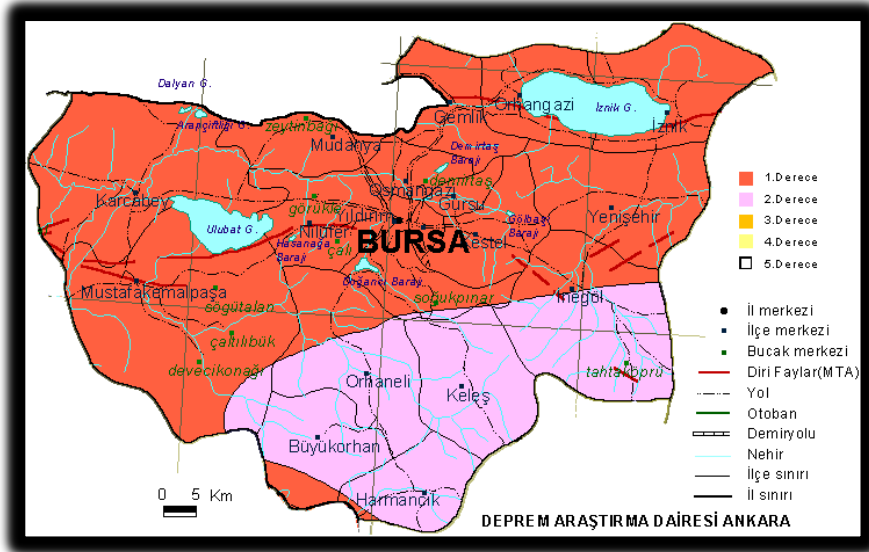 Dalyan G.
Arapçiftliği G.
zeytinbağı
Mudanya
Gemlik
Orhangazi
İznik G.
İznik
Demirtaş
Barajı
Osmangazi
demirtaş
Gürsu
Karcabey
Ulubat G.
görükle
Yıldırım
Nilüfer
BURSA
Kestel
Gölbaşı
Barajı
Yenişehir
Hasanağa
Barajı
çalı
Doğancı Barajı
Mustafakemalpaşa
söğütalan
soğukpınar
İnegöl
çaltılıbük
devecikonağı
Orhaneli
Keleş
tahtaköprü
Büyükorhan
Harmancık
0 5 Km
1.Derece
2.Derece
3.Derece
4.Derece
5.Derece
İl merkezi
İlçe merkezi
Bucak merkezi
Diri Faylar(MTA)
Yol
Otoban
Demiryolu
Nehir
İlçe sınırı
İl sınırı
DEPREM ARAŞTIRMA DAİRESİ ANKARA